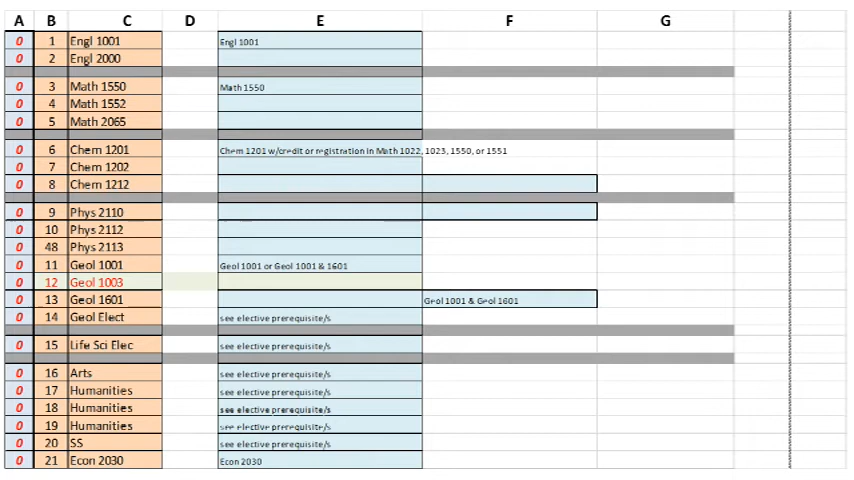 A B C D E F G
0 1 Engl 1001 Engl 1001
0 2 Engl 2000
0 3 Math 1550 Math 1550
0 4 Math 1552
0 5 Math 2065
0 6 Chem 1201 Chem 1201 w/credit or registration in Math 1022, 1023, 1550, or 1551
0 7 Chem 1202
0 8 Chem 1212
0 9 Phys 2110
0 10 Phys 2112
0 48 Phys 2113
0 11 Geol 1001 Geol 1001 or Geol 1001 & 1601
0 12 Geol 1003
0 13 Geol 1601 Geol 1001 & Geol 1601
0 14 Geol Elect see elective prerequisite/s
0 15 Life Sci Elec see elective prerequisite/s
0 16 Arts see elective prerequisite/s
0 17 Humanities see elective prerequisite/s
0 18 Humanities see elective prerequisite/s
0 19 Humanities see elective prerequisite/s
0 20 SS see elective prerequisite/s
0 21 Econ 2030 Econ 2030